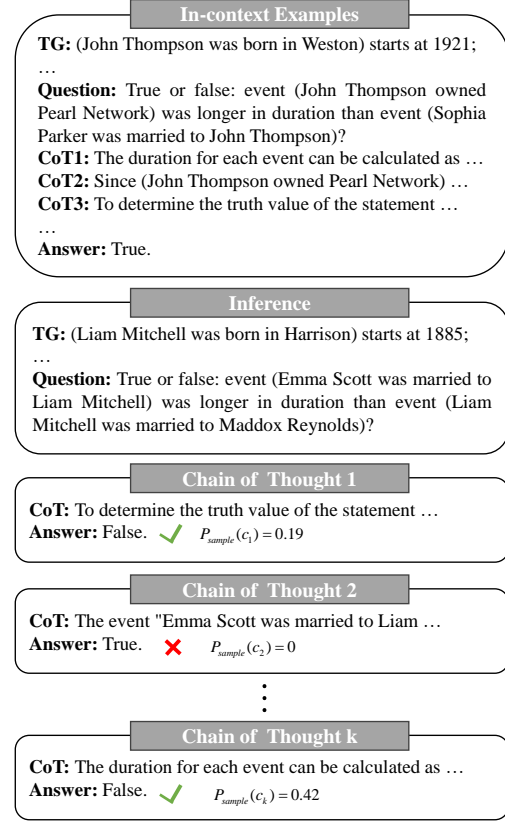 In-context Examples
TG: (John Thompson was born in Weston) starts at 1921;
…
Question: True or false: event (John Thompson owned
Pearl Network) was longer in duration than event (Sophia
Parker was married to John Thompson)?
CoT1: The duration for each event can be calculated as …
CoT2: Since (John Thompson owned Pearl Network) …
CoT3: To determine the truth value of the statement …
…
Answer: True.
Inference
TG: (Liam Mitchell was born in Harrison) starts at 1885;
…
Question: True or false: event (Emma Scott was married to
Liam Mitchell) was longer in duration than event (Liam
Mitchell was married to Maddox Reynolds)?
Chain of Thought 1
CoT: To determine the truth value of the statement …
Answer: False. P_sample(c_1) = 0.19
Chain of Thought 2
CoT: The event "Emma Scott was married to Liam …
Answer: True. P_sample(c_2) = 0
⋮
Chain of Thought k
CoT: The duration for each event can be calculated as …
Answer: False. P_sample(c_k) = 0.42